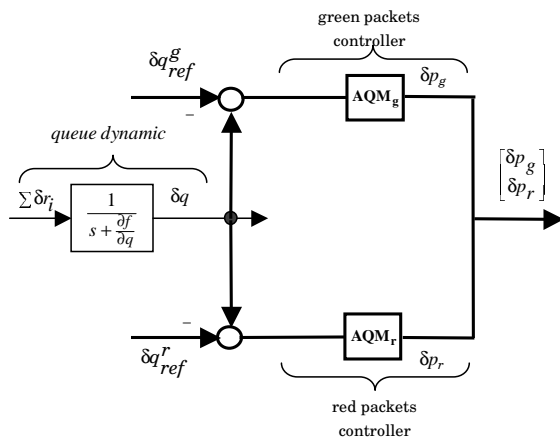 green packets
controller
δq^g_ref
−
AQM_g
δp_g
queue dynamic
∑δr_i
1
s + ∂f/∂q
δq
[δp_g
δp_r]
−
δq^r_ref
AQM_r
δp_r
red packets
controller